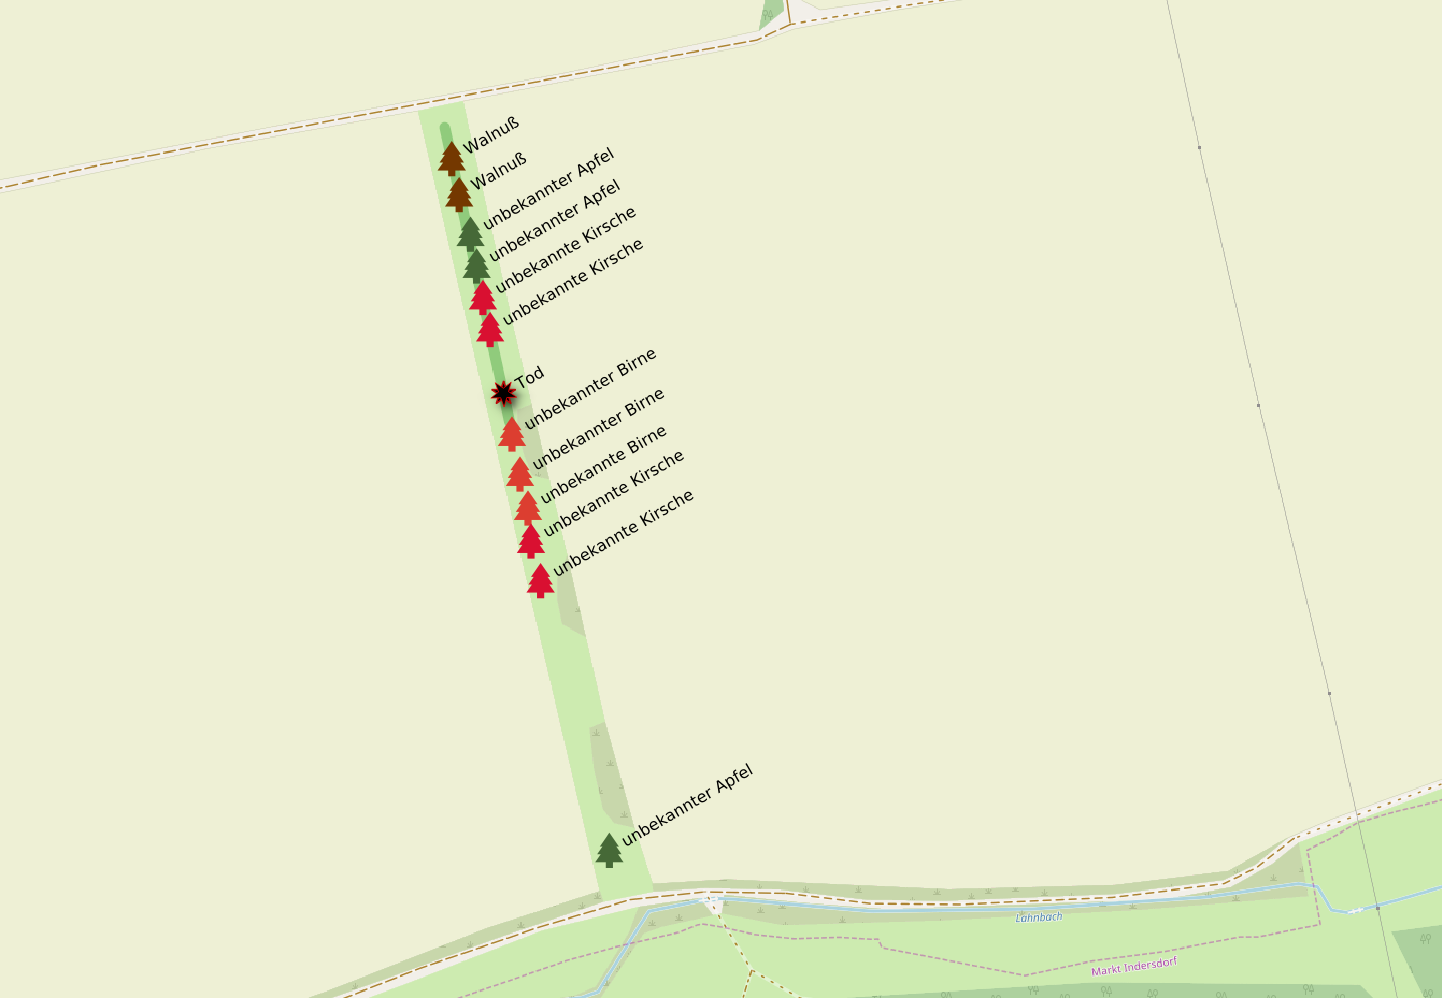 Walnuß
Walnuß
unbekannter Apfel
unbekannter Apfel
unbekannte Kirsche
unbekannte Kirsche
Tod
unbekannter Birne
unbekannter Birne
unbekannte Birne
unbekannte Kirsche
unbekannte Kirsche
unbekannter Apfel
Lahnbach
Markt Indersdorf